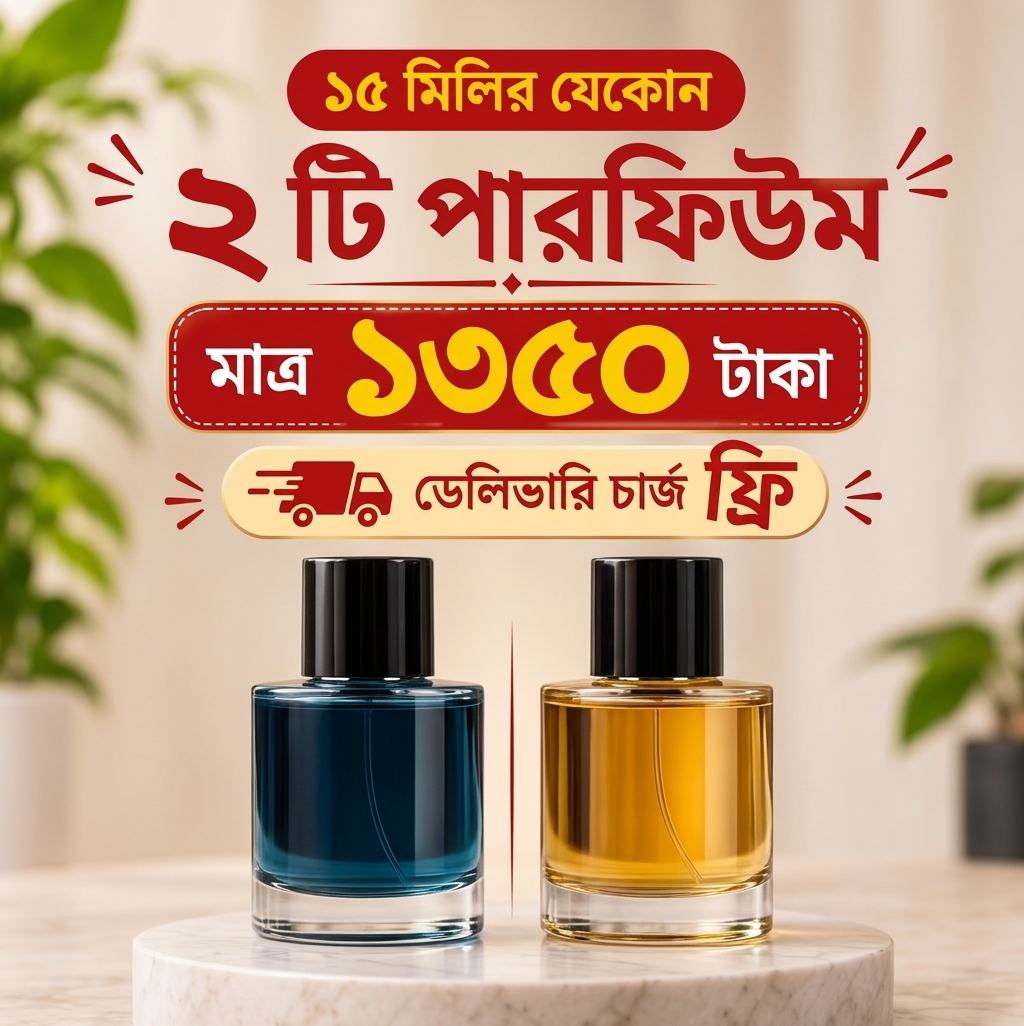 ১৫ মিলির যেকোন
২ টি পারফিউম
মাত্র ১৩৫০ টাকা
ডেলিভারি চার্জ ফ্রি